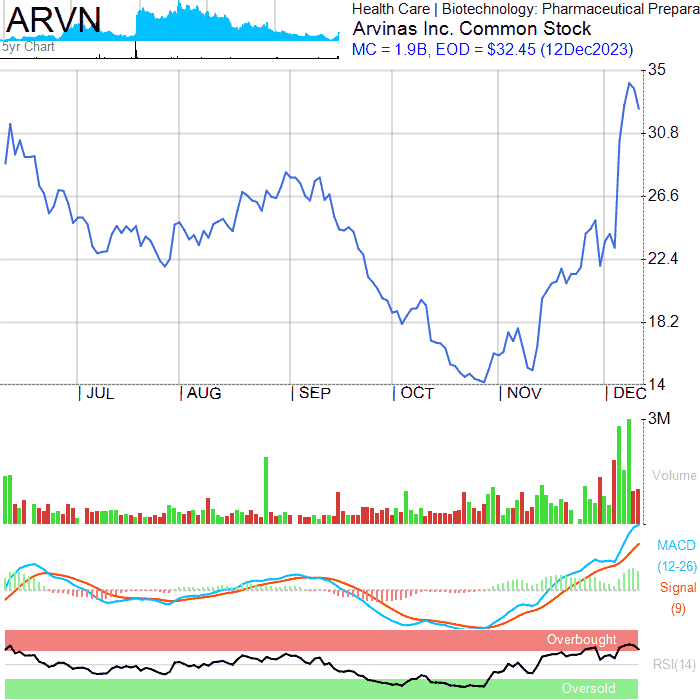 ARVN
5yr Chart
Health Care | Biotechnology: Pharmaceutical Prepara
Arvinas Inc. Common Stock
MC = 1.9B, EOD = $32.45 (12Dec2023)
35
30.8
26.6
22.4
18.2
14
| JUL | AUG | SEP | OCT | NOV | DEC
3M
Volume
MACD
(12-26)
Signal
(9)
Overbought
RSI(14)
Oversold